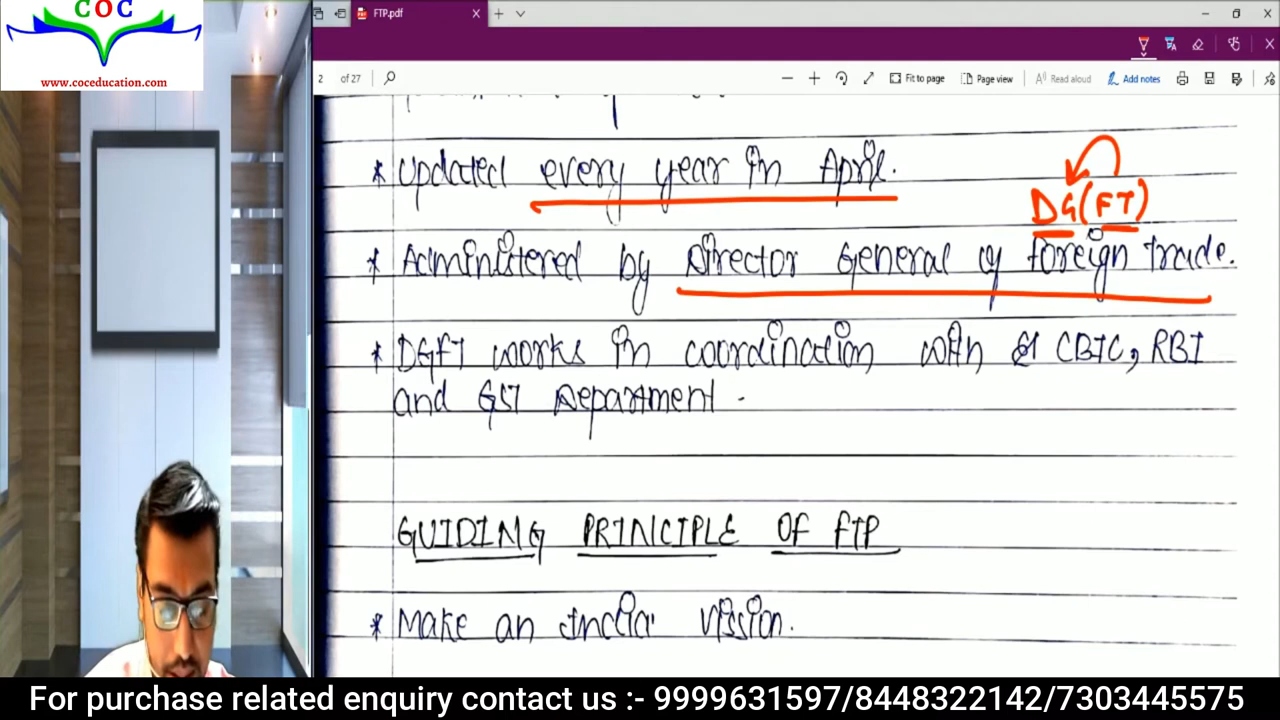 COC
www.coceducation.com
FTP.pdf
2 of 27
Fit to page
Page view
Read aloud
Add notes
* Updated every year in April.
DG(FT)
* Administered by Director General of foreign trade.
* DGFT works in coordination with CBIC, RBI
and GST Department.
GUIDING PRINCIPLE OF FTP
* Make an India vission.
For purchase related enquiry contact us :- 9999631597/8448322142/7303445575